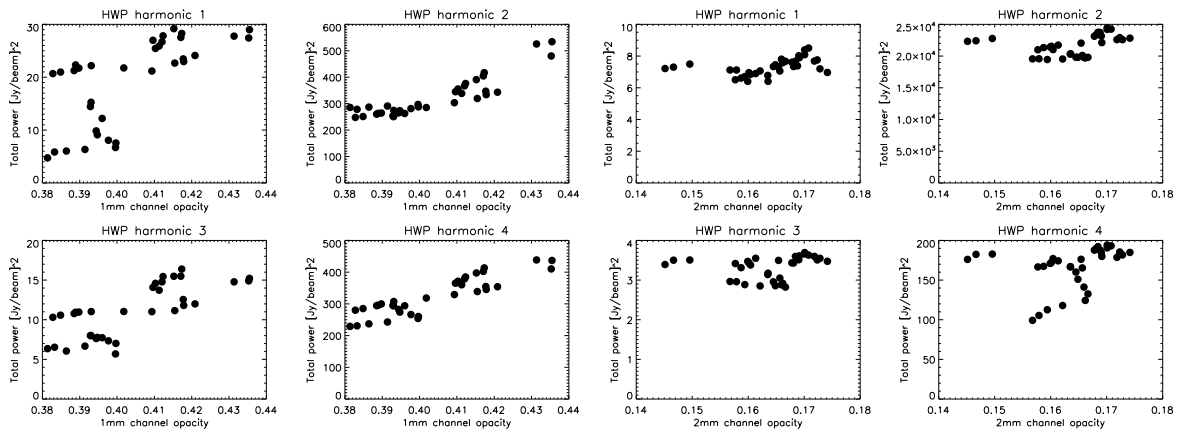 HWP harmonic 1
Total power [Jy/beam]^2
30
20
10
0
0.38 0.39 0.40 0.41 0.42 0.43 0.44
1mm channel opacity
HWP harmonic 2
Total power [Jy/beam]^2
600
500
400
300
200
100
0
0.38 0.39 0.40 0.41 0.42 0.43 0.44
1mm channel opacity
HWP harmonic 1
Total power [Jy/beam]^2
10
8
6
4
2
0
0.14 0.15 0.16 0.17 0.18
2mm channel opacity
HWP harmonic 2
Total power [Jy/beam]^2
2.5×10⁴
2.0×10⁴
1.5×10⁴
1.0×10⁴
5.0×10³
0
0.14 0.15 0.16 0.17 0.18
2mm channel opacity
HWP harmonic 3
Total power [Jy/beam]^2
20
15
10
5
0
0.38 0.39 0.40 0.41 0.42 0.43 0.44
1mm channel opacity
HWP harmonic 4
Total power [Jy/beam]^2
500
400
300
200
100
0
0.38 0.39 0.40 0.41 0.42 0.43 0.44
1mm channel opacity
HWP harmonic 3
Total power [Jy/beam]^2
4
3
2
1
0
0.14 0.15 0.16 0.17 0.18
2mm channel opacity
HWP harmonic 4
Total power [Jy/beam]^2
200
150
100
50
0
0.14 0.15 0.16 0.17 0.18
2mm channel opacity